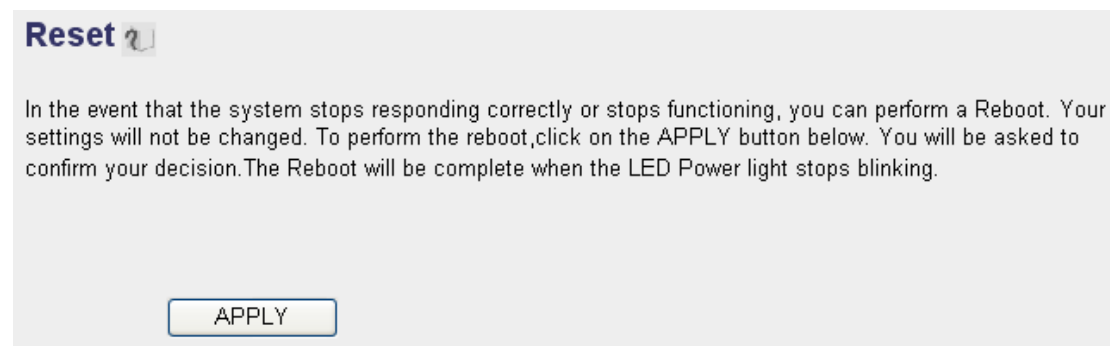 Reset
In the event that the system stops responding correctly or stops functioning, you can perform a Reboot. Your
settings will not be changed. To perform the reboot,click on the APPLY button below. You will be asked to
confirm your decision.The Reboot will be complete when the LED Power light stops blinking.
APPLY